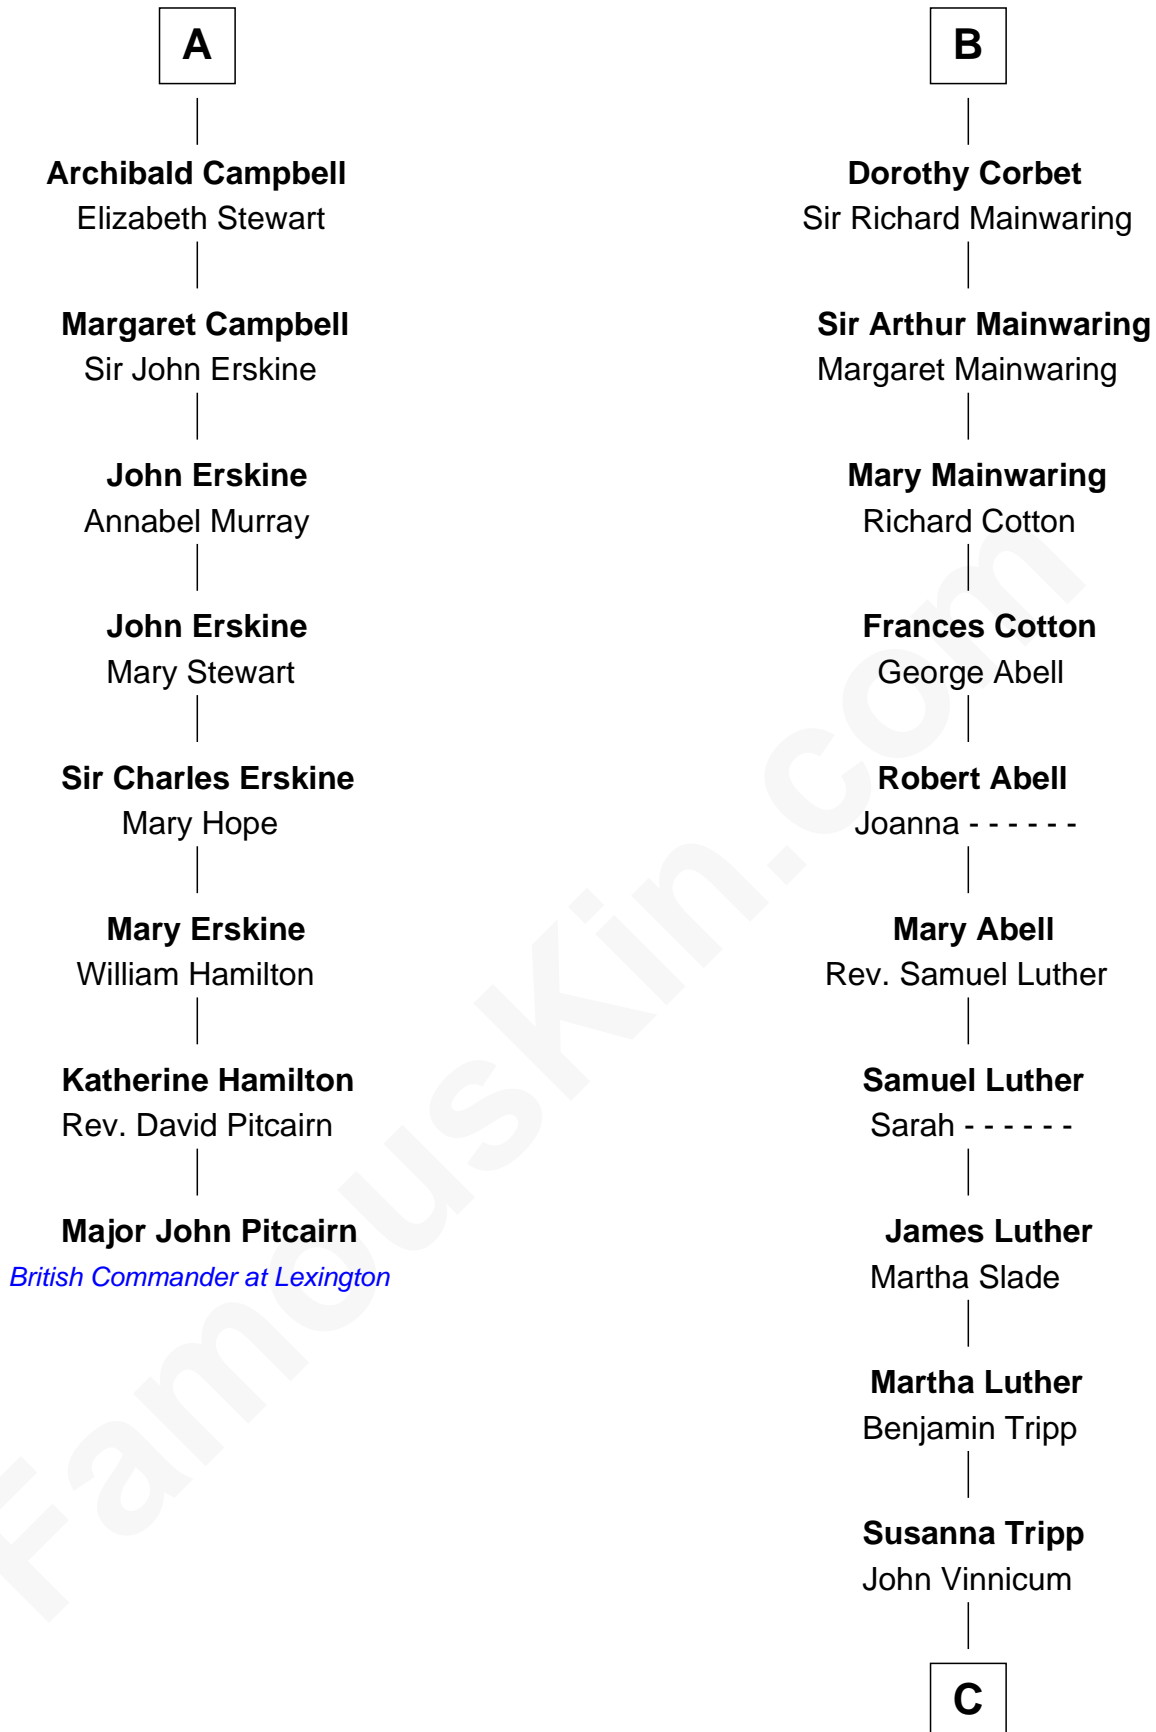 A
Archibald Campbell
Elizabeth Stewart
Margaret Campbell
Sir John Erskine
John Erskine
Annabel Murray
John Erskine
Mary Stewart
Sir Charles Erskine
Mary Hope
Mary Erskine
William Hamilton
Katherine Hamilton
Rev. David Pitcairn
Major John Pitcairn
British Commander at Lexington
B
Dorothy Corbet
Sir Richard Mainwaring
Sir Arthur Mainwaring
Margaret Mainwaring
Mary Mainwaring
Richard Cotton
Frances Cotton
George Abell
Robert Abell
Joanna - - - - - -
Mary Abell
Rev. Samuel Luther
Samuel Luther
Sarah - - - - - -
James Luther
Martha Slade
Martha Luther
Benjamin Tripp
Susanna Tripp
John Vinnicum
C
FamousKin.com